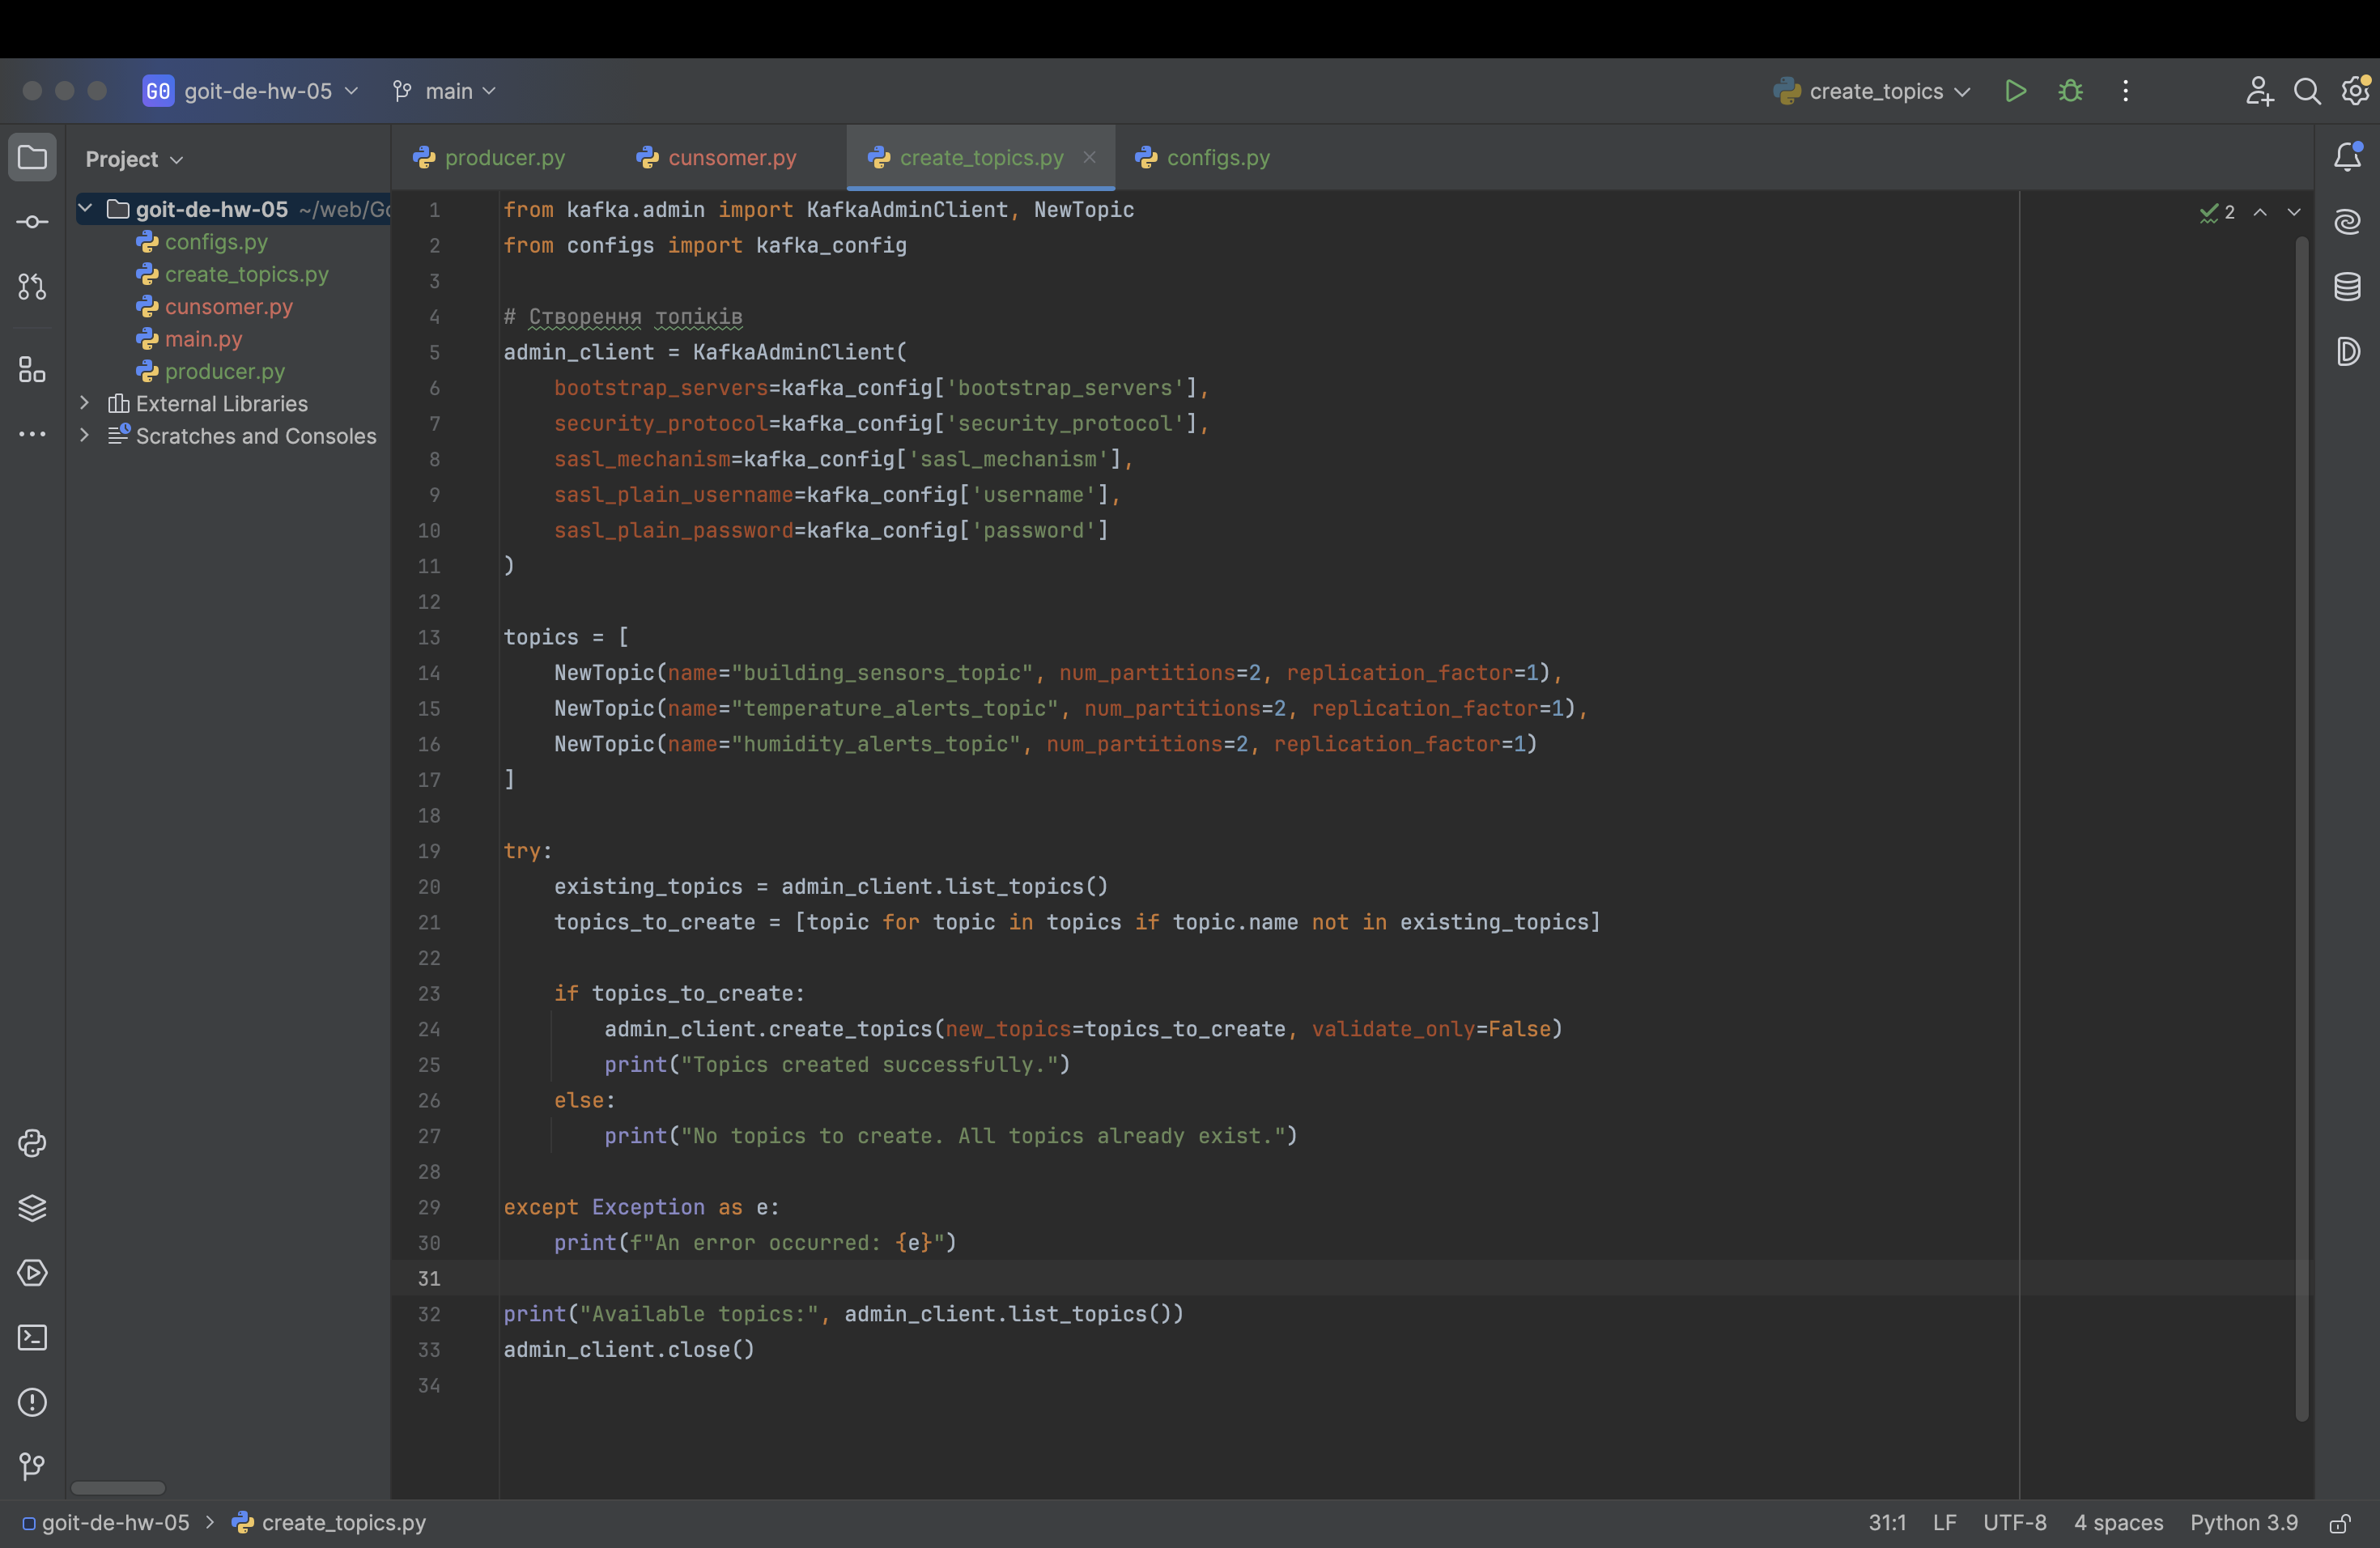 GO goit-de-hw-05 main create_topics
Project
producer.py cunsomer.py create_topics.py configs.py
goit-de-hw-05 ~/web/Go
configs.py
create_topics.py
cunsomer.py
main.py
producer.py
External Libraries
Scratches and Consoles
2
1 from kafka.admin import KafkaAdminClient, NewTopic
2 from configs import kafka_config
3
4 # Створення топіків
5 admin_client = KafkaAdminClient(
6     bootstrap_servers=kafka_config['bootstrap_servers'],
7     security_protocol=kafka_config['security_protocol'],
8     sasl_mechanism=kafka_config['sasl_mechanism'],
9     sasl_plain_username=kafka_config['username'],
10     sasl_plain_password=kafka_config['password']
11 )
12
13 topics = [
14     NewTopic(name="building_sensors_topic", num_partitions=2, replication_factor=1),
15     NewTopic(name="temperature_alerts_topic", num_partitions=2, replication_factor=1),
16     NewTopic(name="humidity_alerts_topic", num_partitions=2, replication_factor=1)
17 ]
18
19 try:
20     existing_topics = admin_client.list_topics()
21     topics_to_create = [topic for topic in topics if topic.name not in existing_topics]
22
23     if topics_to_create:
24         admin_client.create_topics(new_topics=topics_to_create, validate_only=False)
25         print("Topics created successfully.")
26     else:
27         print("No topics to create. All topics already exist.")
28
29 except Exception as e:
30     print(f"An error occurred: {e}")
31
32 print("Available topics:", admin_client.list_topics())
33 admin_client.close()
34
goit-de-hw-05 > create_topics.py 31:1 LF UTF-8 4 spaces Python 3.9